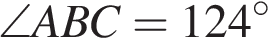 ∠ABC = 124°